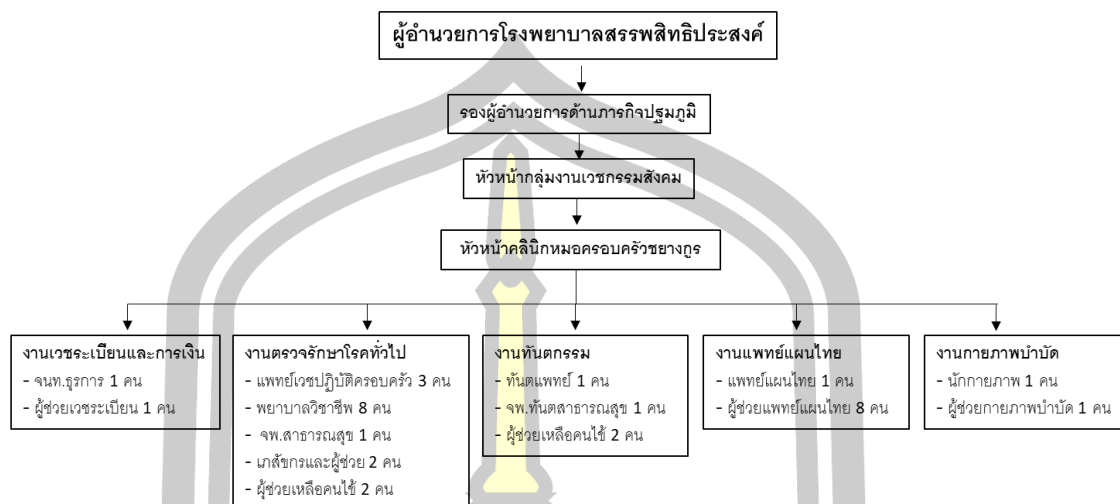 ผู้อำนวยการโรงพยาบาลสรรพสิทธิประสงค์
รองผู้อำนวยการด้านภารกิจปฐมภูมิ
หัวหน้ากลุ่มงานเวชกรรมสังคม
หัวหน้าคลินิกหมอครอบครัวชยางกูร
งานเวชระเบียนและการเงิน
- จนท.ธุรการ 1 คน
- ผู้ช่วยเวชระเบียน 1 คน
งานตรวจรักษาโรคทั่วไป
- แพทย์เวชปฏิบัติครอบครัว 3 คน
- พยาบาลวิชาชีพ 8 คน
- จพ.สาธารณสุข 1 คน
- เภสัชกรและผู้ช่วย 2 คน
- ผู้ช่วยเหลือคนไข้ 2 คน
งานทันตกรรม
- ทันตแพทย์ 1 คน
- จพ.ทันตสาธารณสุข 1 คน
- ผู้ช่วยเหลือคนไข้ 2 คน
งานแพทย์แผนไทย
- แพทย์แผนไทย 1 คน
- ผู้ช่วยแพทย์แผนไทย 8 คน
งานกายภาพบำบัด
- นักกายภาพ 1 คน
- ผู้ช่วยกายภาพบำบัด 1 คน